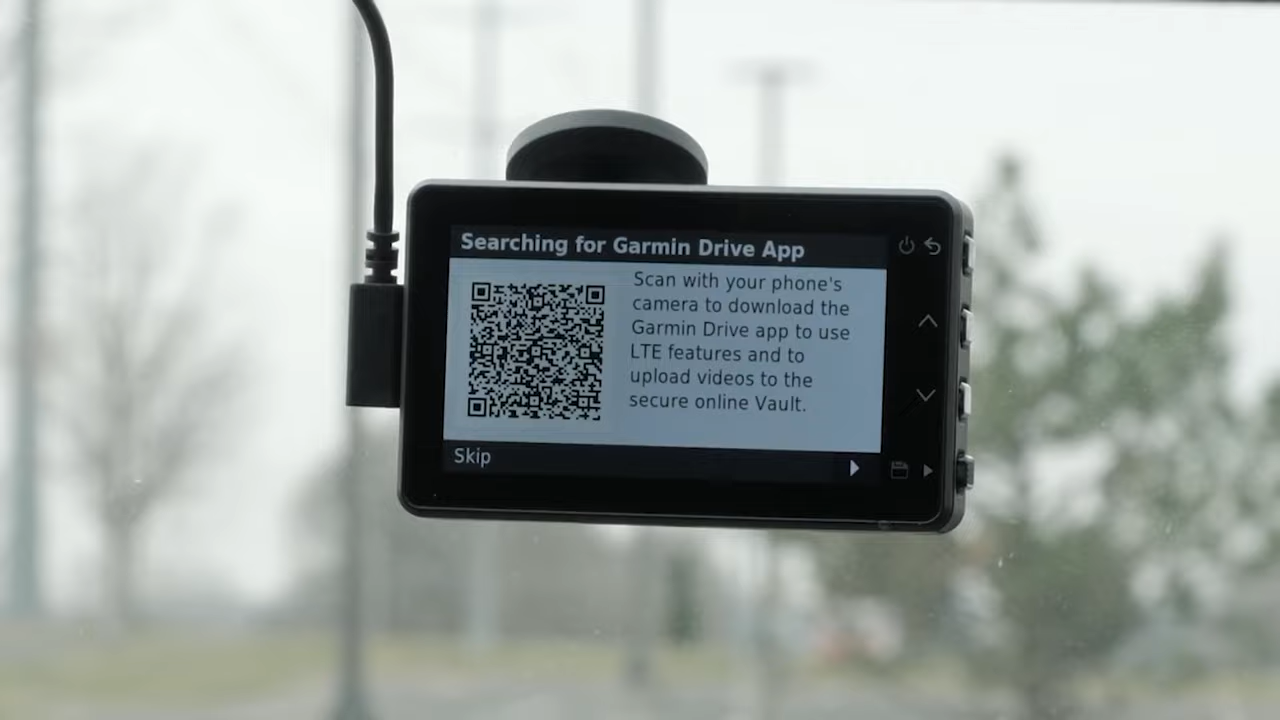 Searching for Garmin Drive App
Scan with your phone's
camera to download the
Garmin Drive app to use
LTE features and to
upload videos to the
secure online Vault.
Skip